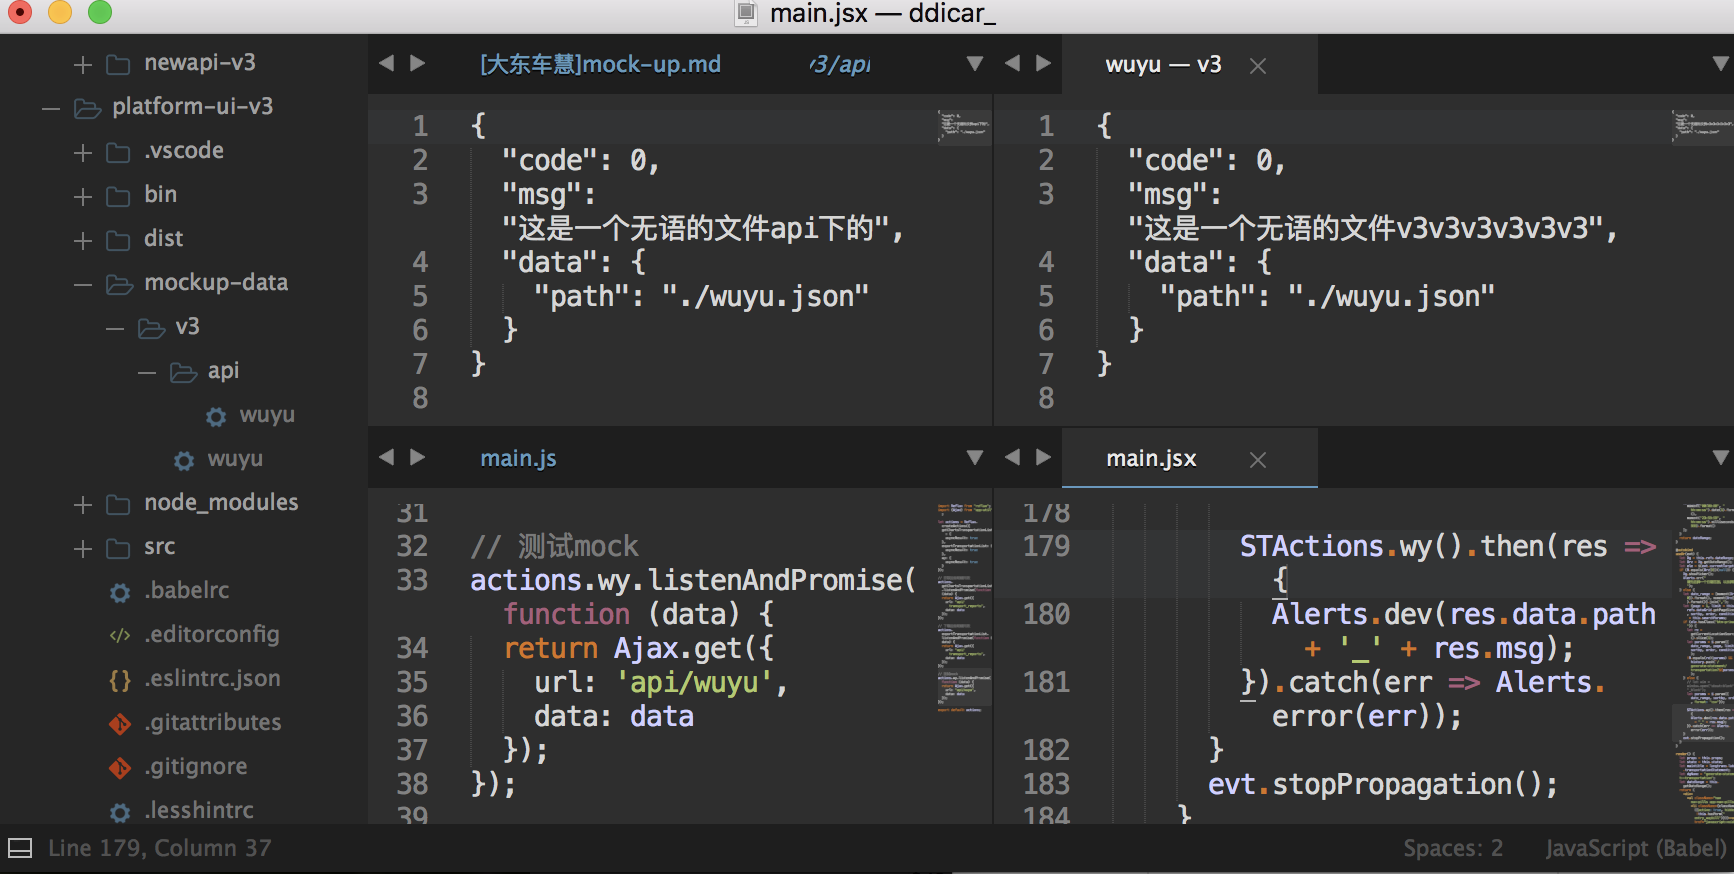 main.jsx — ddicar_
newapi-v3
platform-ui-v3
.vscode
bin
dist
mockup-data
v3
api
wuyu
wuyu
node_modules
src
.babelrc
.editorconfig
.eslintrc.json
.gitattributes
.gitignore
.lesshintrc
[大东车慧]mock-up.md
v3/api
1 {
2 "code": 0,
3 "msg":
"这是一个无语的文件api下的",
4 "data": {
5 "path": "./wuyu.json"
6 }
7 }
8
wuyu — v3
1 {
2 "code": 0,
3 "msg":
"这是一个无语的文件v3v3v3v3v3v3",
4 "data": {
5 "path": "./wuyu.json"
6 }
7 }
8
main.js
31
32 // 测试mock
33 actions.wy.listenAndPromise(
function (data) {
34 return Ajax.get({
35 url: 'api/wuyu',
36 data: data
37 });
38 });
39
main.jsx
178
179 STActions.wy().then(res =>
{
180 Alerts.dev(res.data.path
+ '_' + res.msg);
181 }).catch(err => Alerts.
error(err));
182 }
183 evt.stopPropagation();
184 }
Line 179, Column 37
Spaces: 2
JavaScript (Babel)